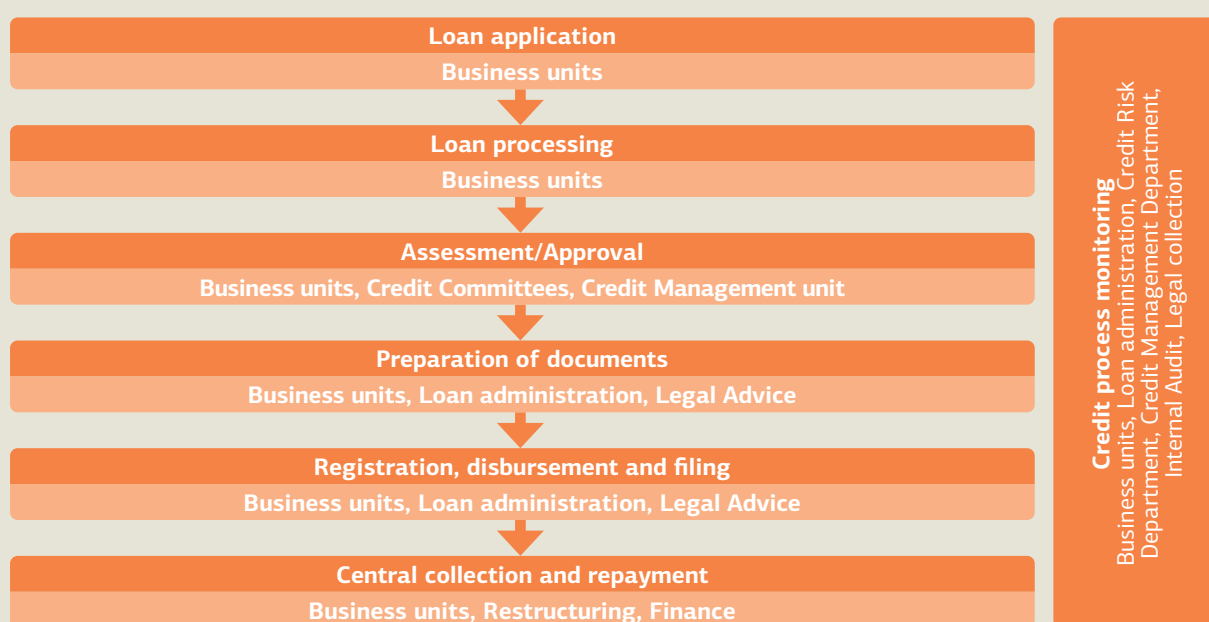 Loan application
Business units
Loan processing
Business units
Assessment/Approval
Business units, Credit Committees, Credit Management unit
Preparation of documents
Business units, Loan administration, Legal Advice
Registration, disbursement and filing
Business units, Loan administration, Legal Advice
Central collection and repayment
Business units, Restructuring, Finance
Credit process monitoring
Business units, Loan administration, Credit Risk
Department, Credit Management Department,
Internal Audit, Legal collection